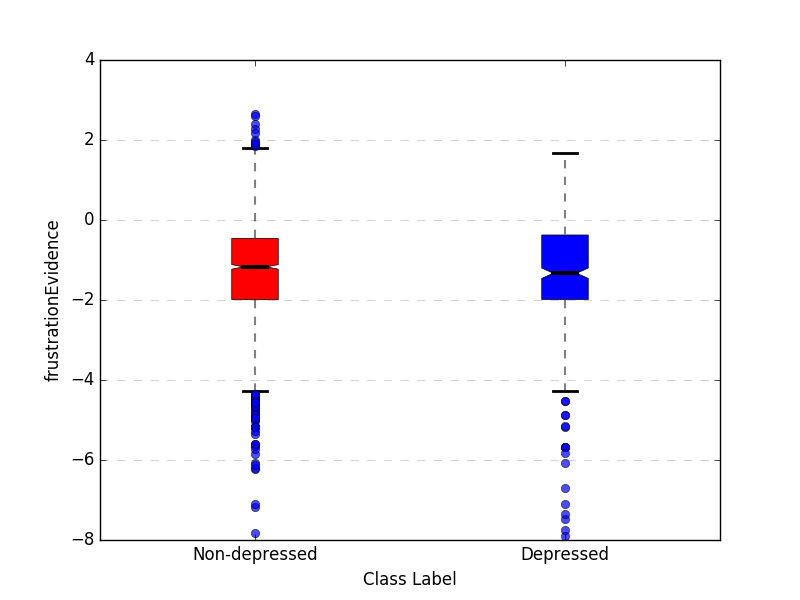 4
2
0
−2
−4
−6
−8
frustrationEvidence
Non-depressed
Depressed
Class Label